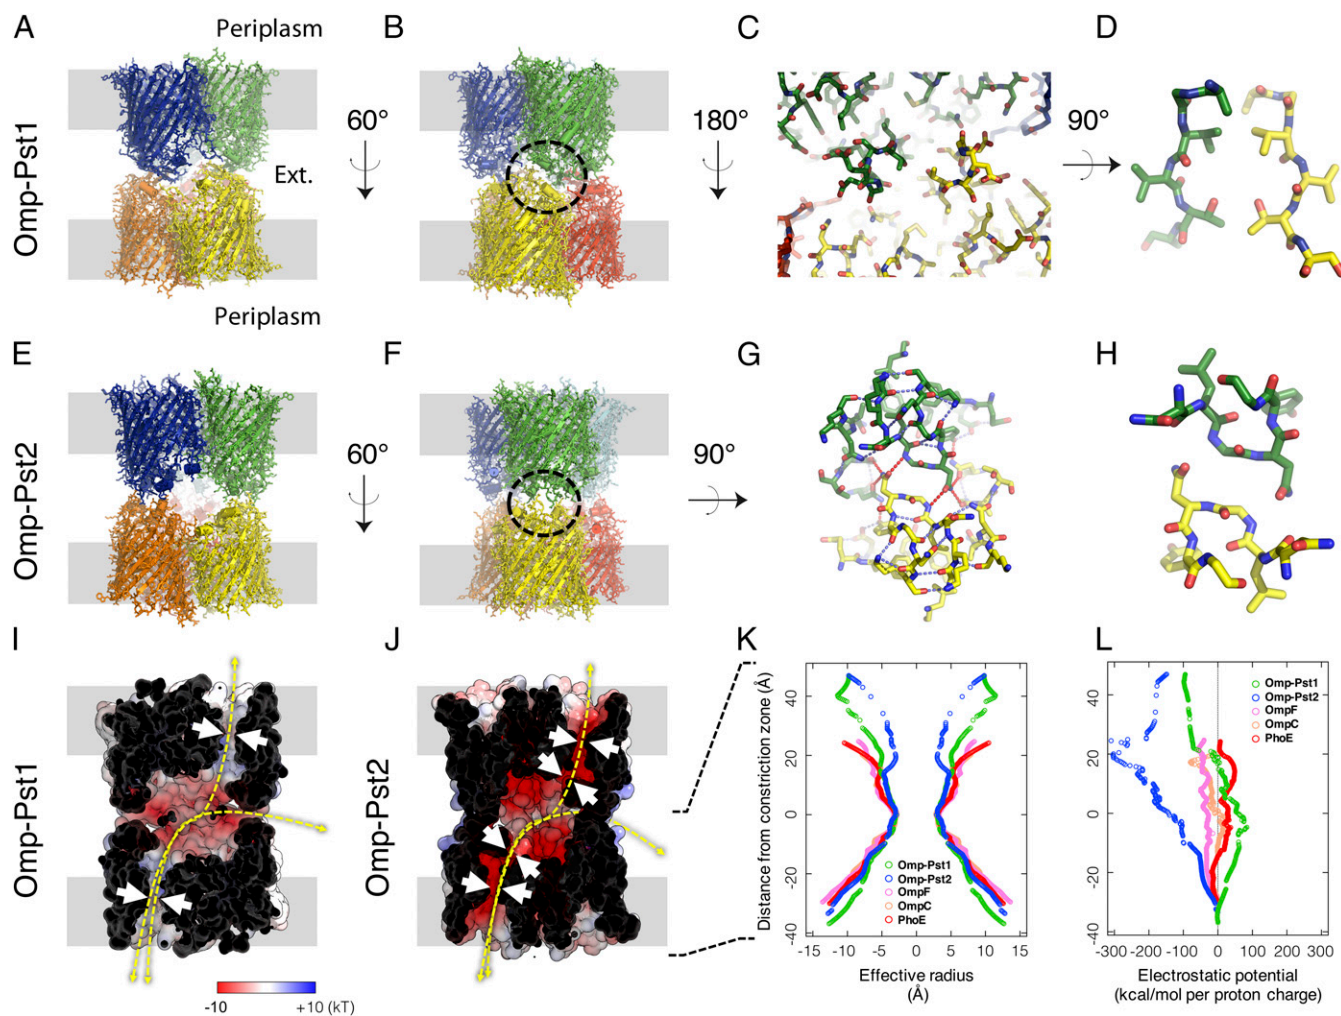 A
Periplasm
B
C
D
Omp-Pst1
60°
Ext.
180°
90°
Periplasm
E
F
G
H
Omp-Pst2
60°
90°
I
J
K
L
Omp-Pst1
Omp-Pst2
-10
+10 (kT)
Distance from constriction zone (Å)
40
20
0
-20
-40
Omp-Pst1
Omp-Pst2
OmpF
OmpC
PhoE
-15 -10 -5 0 5 10 15
Effective radius
(Å)
40
20
0
-20
-40
Omp-Pst1
Omp-Pst2
OmpF
OmpC
PhoE
-300 -200 -100 0 100 200 300
Electrostatic potential
(kcal/mol per proton charge)